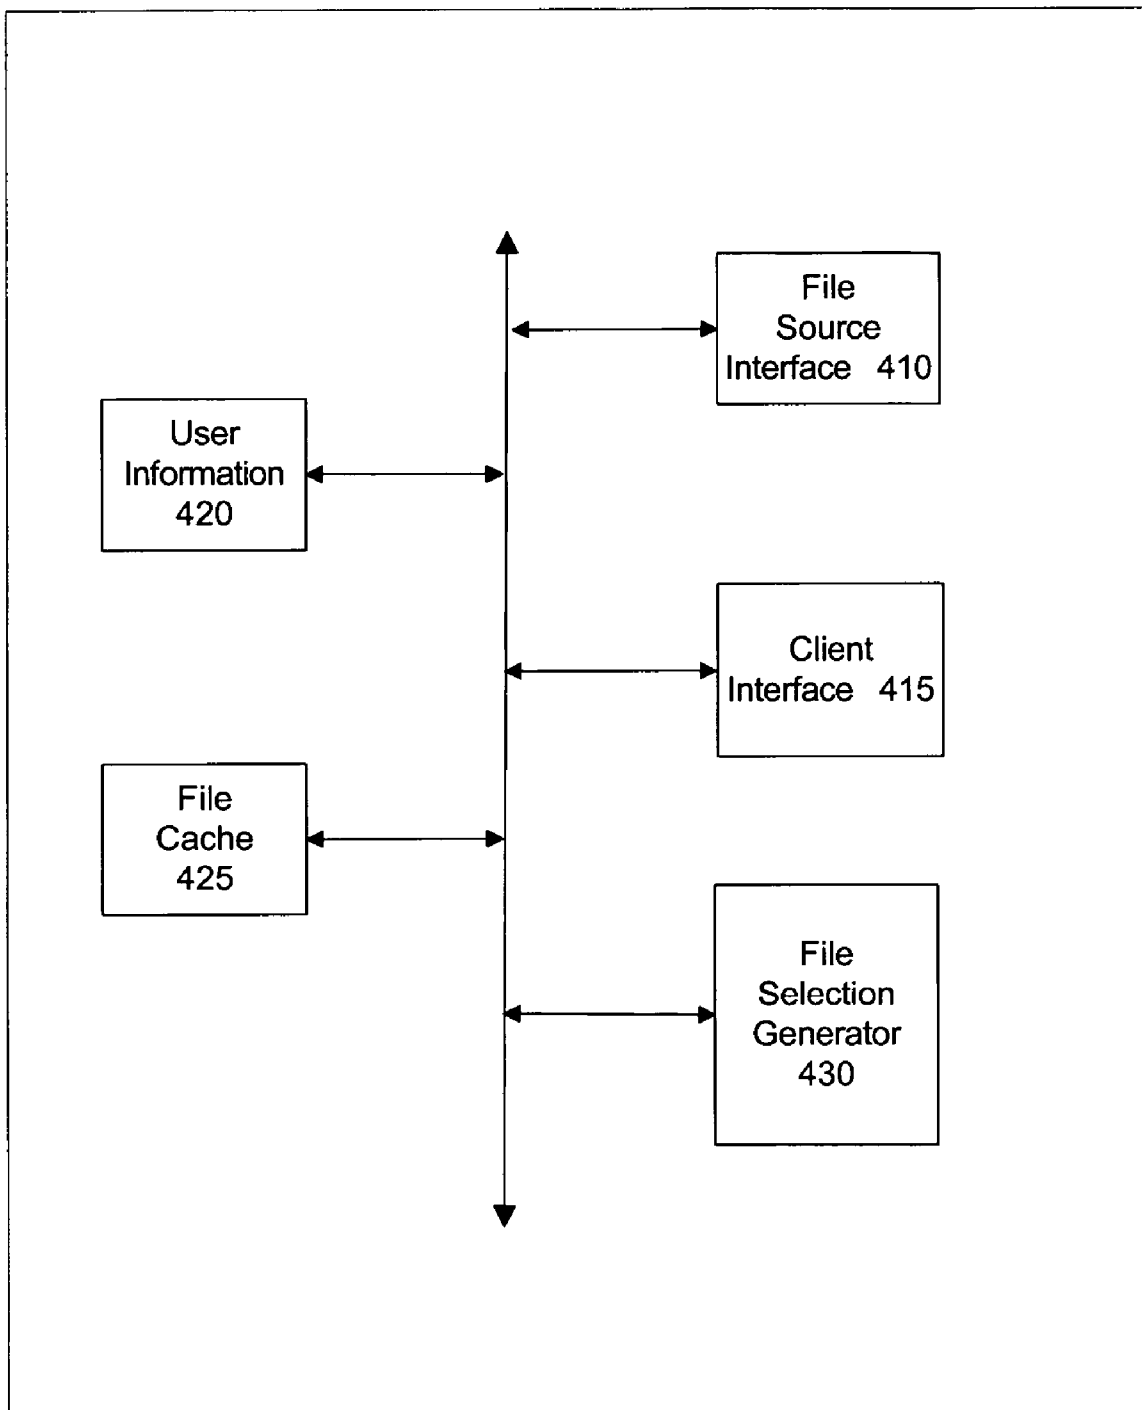 File
Source
Interface 410
User
Information
420
Client
Interface 415
File
Cache
425
File
Selection
Generator
430